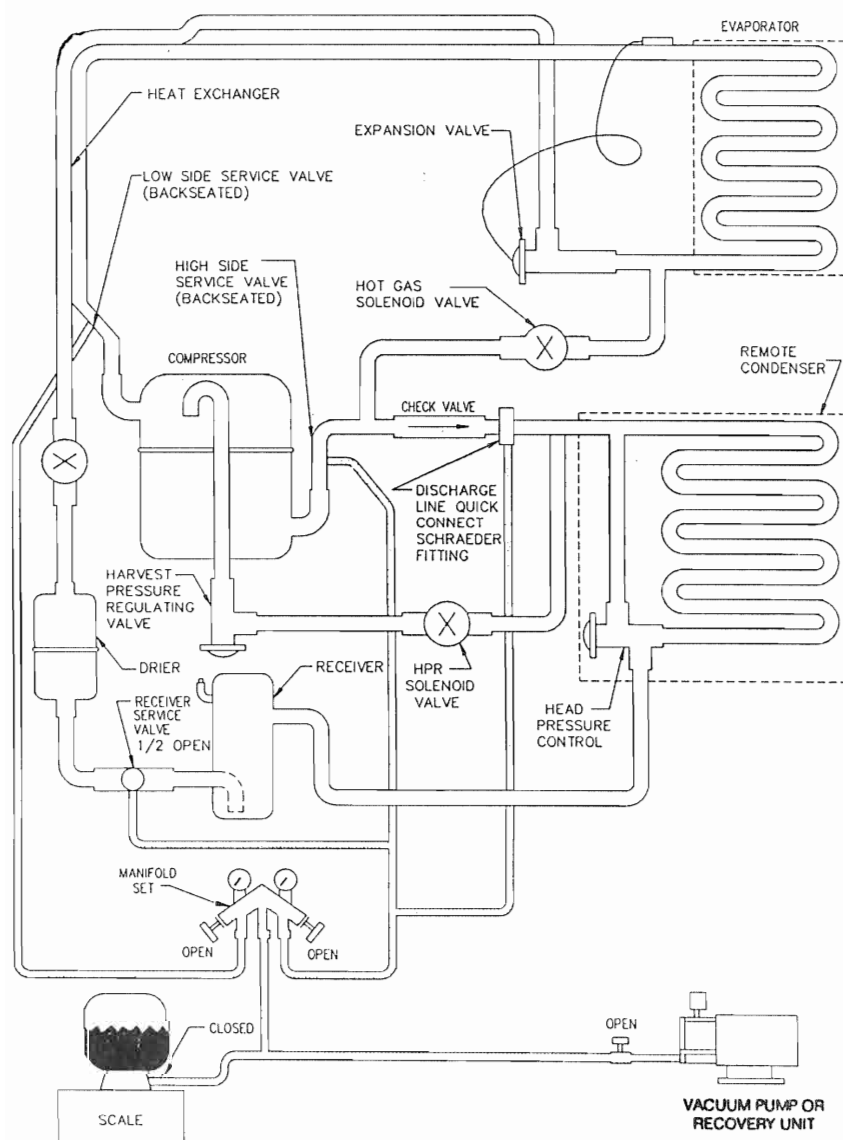 EVAPORATOR
HEAT EXCHANGER
EXPANSION VALVE
LOW SIDE SERVICE VALVE
(BACKSEATED)
HIGH SIDE
SERVICE VALVE
(BACKSEATED)
HOT GAS
SOLENOID VALVE
REMOTE
CONDENSER
COMPRESSOR
CHECK VALVE
DISCHARGE
LINE QUICK
CONNECT
SCHRAEDER
FITTING
HARVEST
PRESSURE
REGULATING
VALVE
DRIER
RECEIVER
HPR
SOLENOID
VALVE
HEAD
PRESSURE
CONTROL
RECEIVER
SERVICE
VALVE
1/2 OPEN
MANIFOLD
SET
OPEN
OPEN
CLOSED
OPEN
SCALE
VACUUM PUMP OR
RECOVERY UNIT